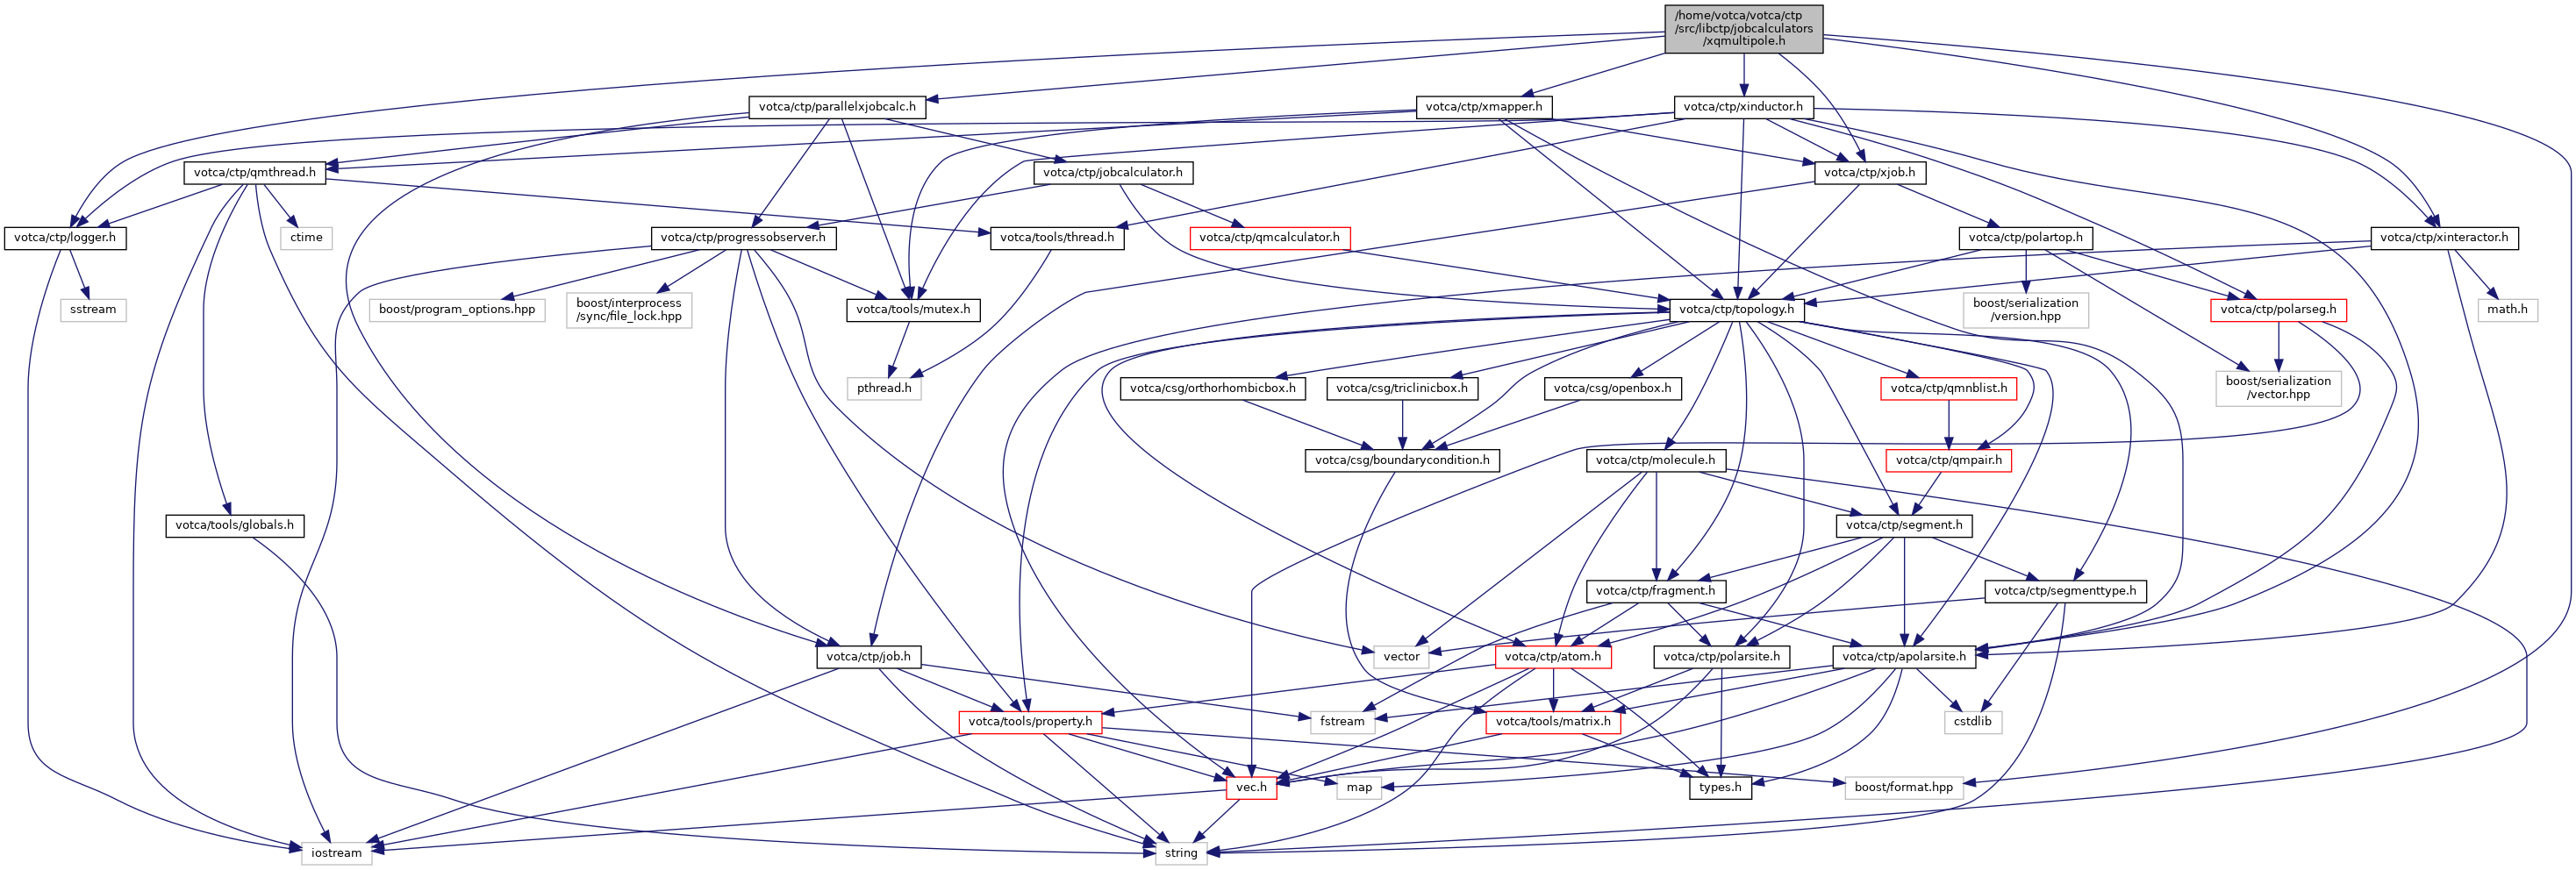 /home/votca/votca/ctp
/src/libctp/jobcalculators
/xqmultipole.h
votca/ctp/parallelxjobcalc.h
votca/ctp/xmapper.h
votca/ctp/xinductor.h
votca/ctp/qmthread.h
votca/ctp/jobcalculator.h
votca/ctp/xjob.h
votca/ctp/logger.h
ctime
votca/ctp/progressobserver.h
votca/tools/thread.h
votca/ctp/qmcalculator.h
votca/ctp/polartop.h
votca/ctp/xinteractor.h
sstream
boost/program_options.hpp
boost/interprocess
/sync/file_lock.hpp
votca/tools/mutex.h
votca/ctp/topology.h
boost/serialization
/version.hpp
votca/ctp/polarseg.h
math.h
pthread.h
votca/csg/orthorhombicbox.h
votca/csg/triclinicbox.h
votca/csg/openbox.h
votca/ctp/qmnblist.h
boost/serialization
/vector.hpp
votca/csg/boundarycondition.h
votca/ctp/molecule.h
votca/ctp/qmpair.h
votca/tools/globals.h
votca/ctp/segment.h
votca/ctp/fragment.h
votca/ctp/segmenttype.h
votca/ctp/job.h
vector
votca/ctp/atom.h
votca/ctp/polarsite.h
votca/ctp/apolarsite.h
votca/tools/property.h
fstream
votca/tools/matrix.h
cstdlib
vec.h
map
types.h
boost/format.hpp
iostream
string